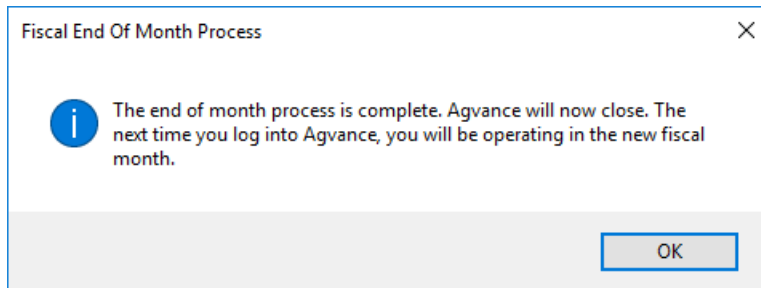 Fiscal End Of Month Process
The end of month process is complete. Agvance will now close. The
next time you log into Agvance, you will be operating in the new fiscal
month.
OK